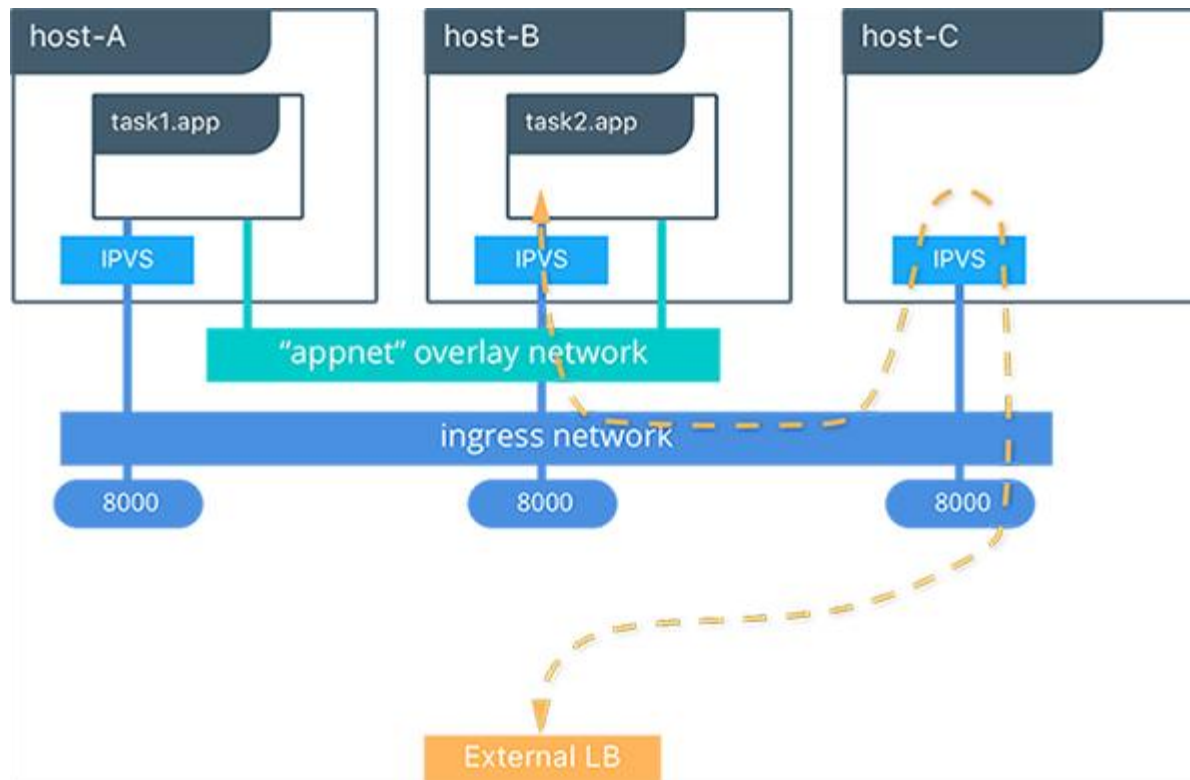 host-A
host-B
host-C
task1.app
task2.app
IPVS
IPVS
IPVS
“appnet” overlay network
ingress network
8000
8000
8000
External LB